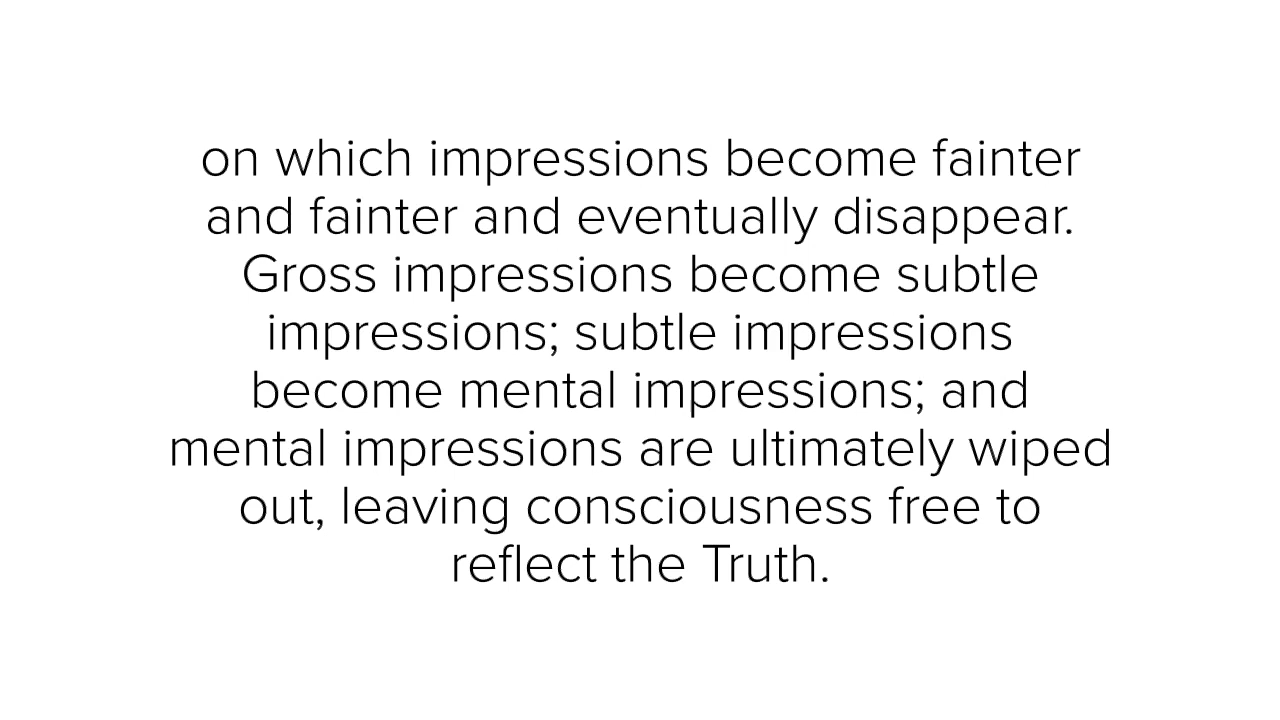 on which impressions become fainter
and fainter and eventually disappear.
Gross impressions become subtle
impressions; subtle impressions
become mental impressions; and
mental impressions are ultimately wiped
out, leaving consciousness free to
reflect the Truth.